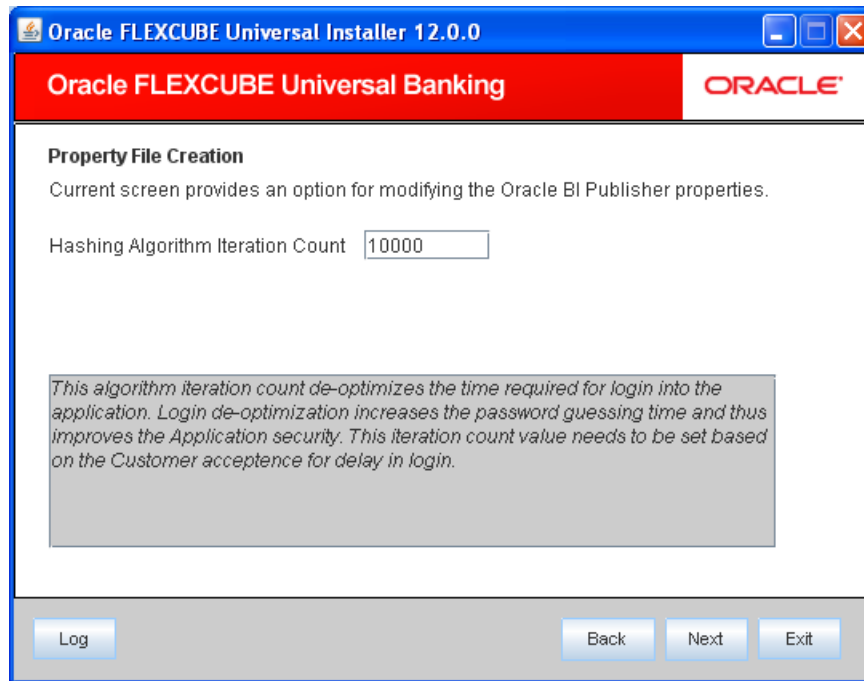 Oracle FLEXCUBE Universal Installer 12.0.0
Oracle FLEXCUBE Universal Banking
ORACLE
Property File Creation
Current screen provides an option for modifying the Oracle BI Publisher properties.
Hashing Algorithm Iteration Count 10000
This algorithm iteration count de-optimizes the time required for login into the
application. Login de-optimization increases the password guessing time and thus
improves the Application security. This iteration count value needs to be set based
on the Customer acceptence for delay in login.
Log Back Next Exit